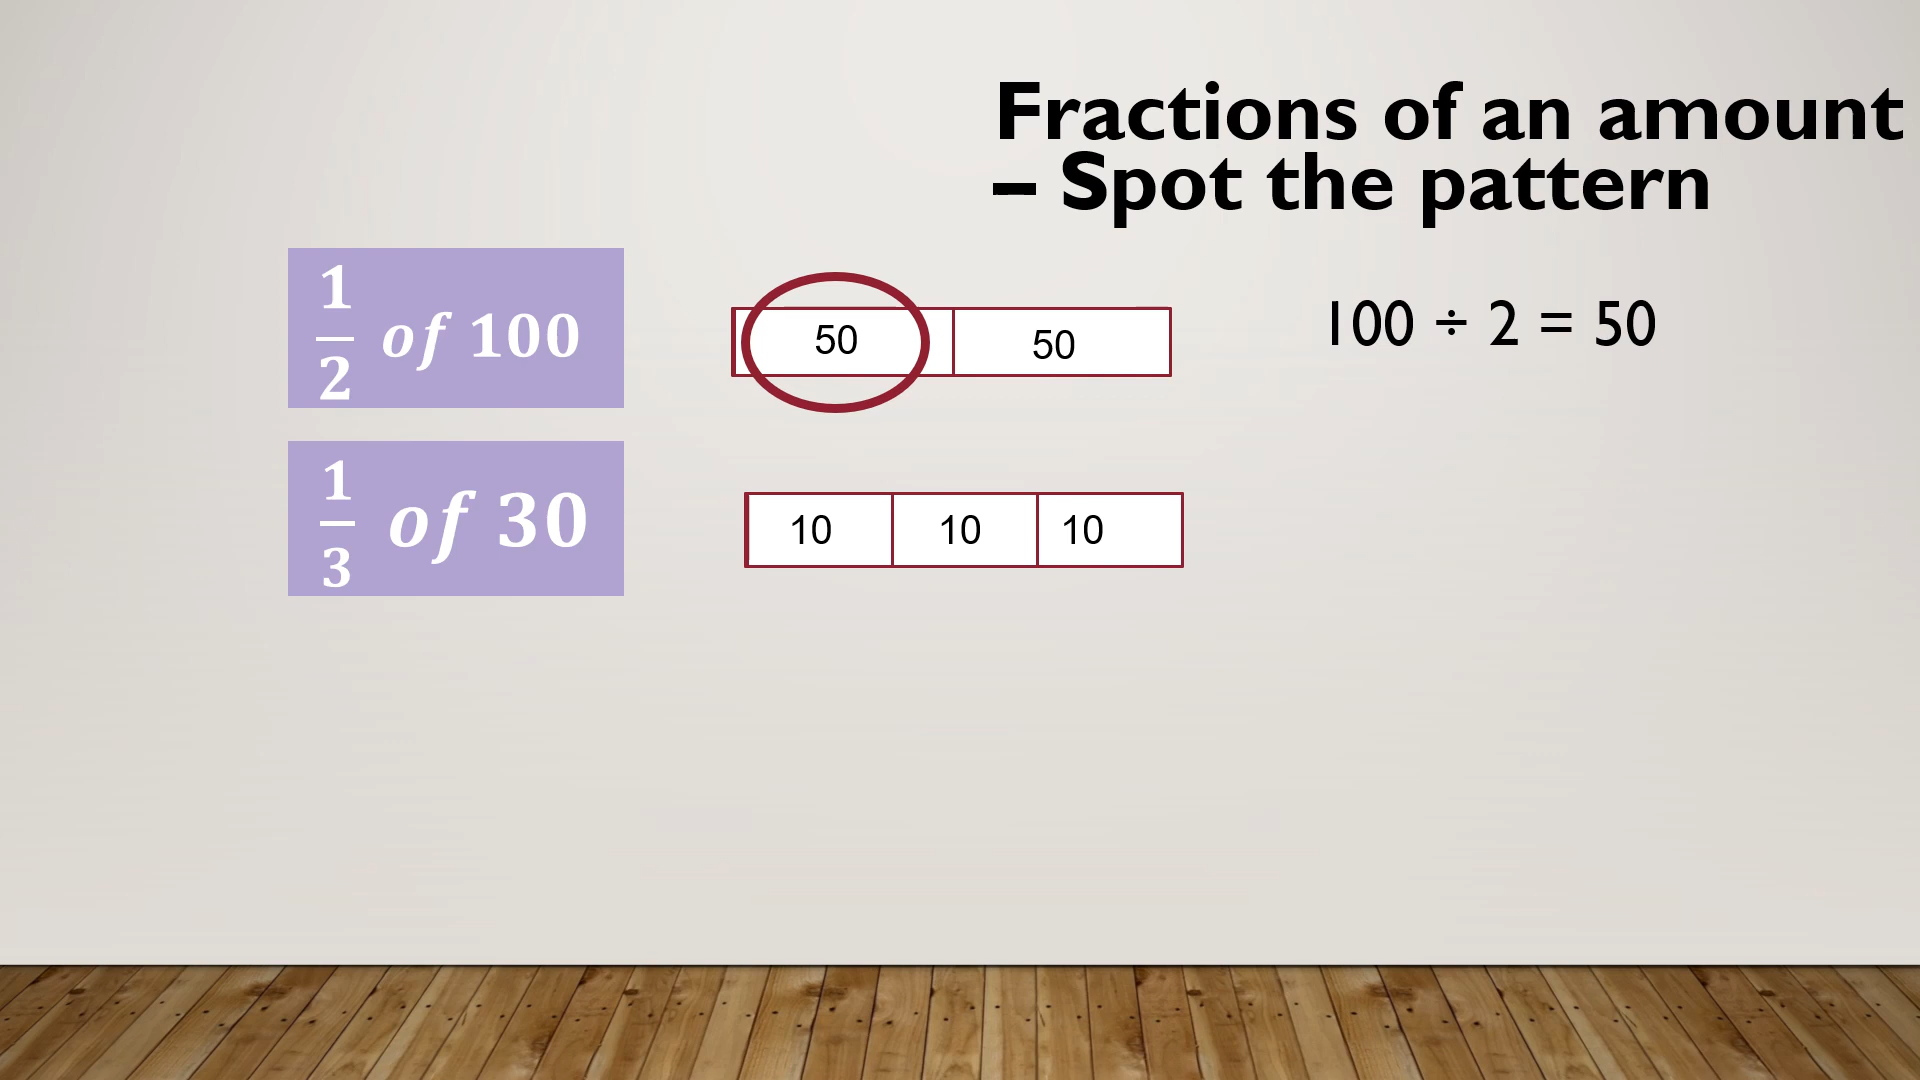 Fractions of an amount
– Spot the pattern
1/2 of 100
50 50
100 ÷ 2 = 50
1/3 of 30
10 10 10